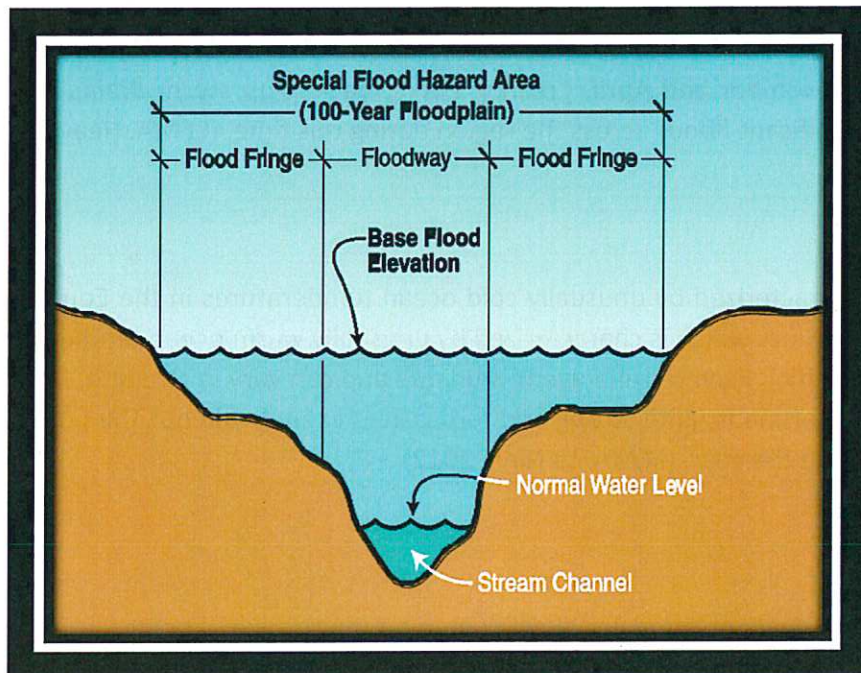 Special Flood Hazard Area
(100-Year Floodplain)
Flood Fringe
Floodway
Flood Fringe
Base Flood
Elevation
Normal Water Level
Stream Channel